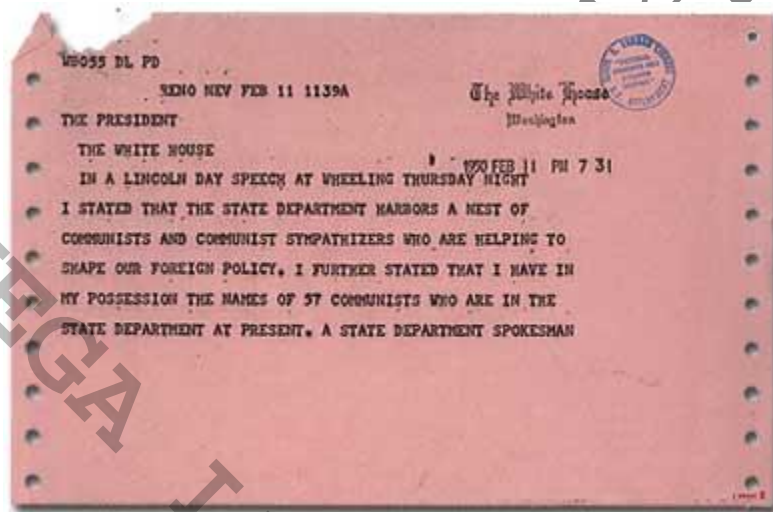 WB055 DL PD
RENO NEV FEB 11 1139A
The White House
Washington
THE PRESIDENT
THE WHITE HOUSE
1950 FEB 11 PM 7 31
IN A LINCOLN DAY SPEECH AT WHEELING THURSDAY NIGHT
I STATED THAT THE STATE DEPARTMENT HARBORS A NEST OF
COMMUNISTS AND COMMUNIST SYMPATHIZERS WHO ARE HELPING TO
SHAPE OUR FOREIGN POLICY. I FURTHER STATED THAT I HAVE IN
MY POSSESSION THE NAMES OF 57 COMMUNISTS WHO ARE IN THE
STATE DEPARTMENT AT PRESENT. A STATE DEPARTMENT SPOKESMAN